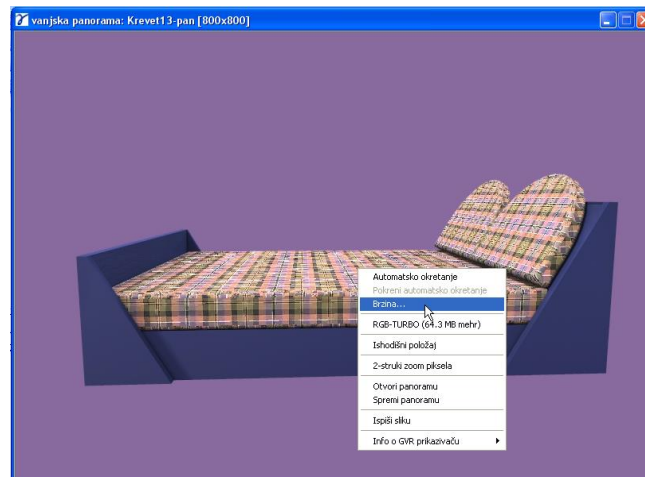 vanjska panorama: Krevet13-pan [800x800]
Automatsko okretanje
Pokreni automatsko okretanje
Brzina...
RGB-TURBO (64.3 MB mehr)
Ishodišni položaj
2-struki zoom piksela
Otvori panoramu
Spremi panoramu
Ispiši sliku
Info o GVR prikazivaču